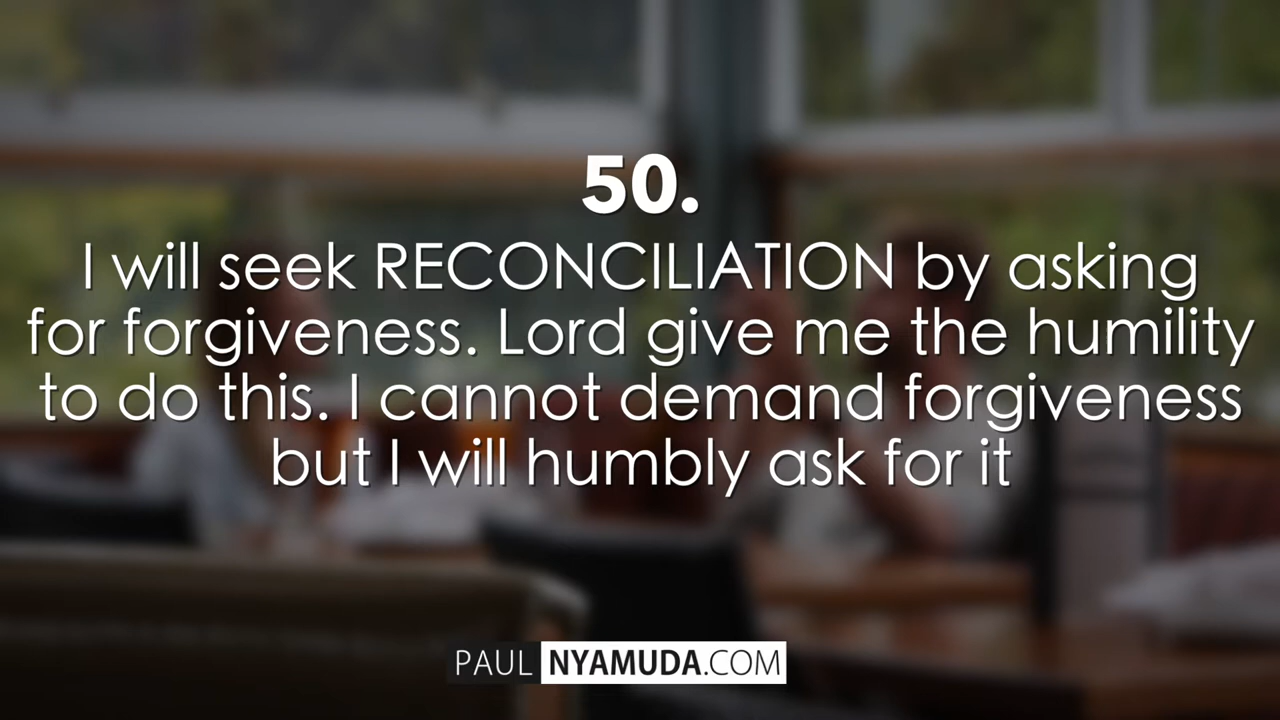 50.
I will seek RECONCILIATION by asking
for forgiveness. Lord give me the humility
to do this. I cannot demand forgiveness
but I will humbly ask for it
PAUL NYAMUDA.COM